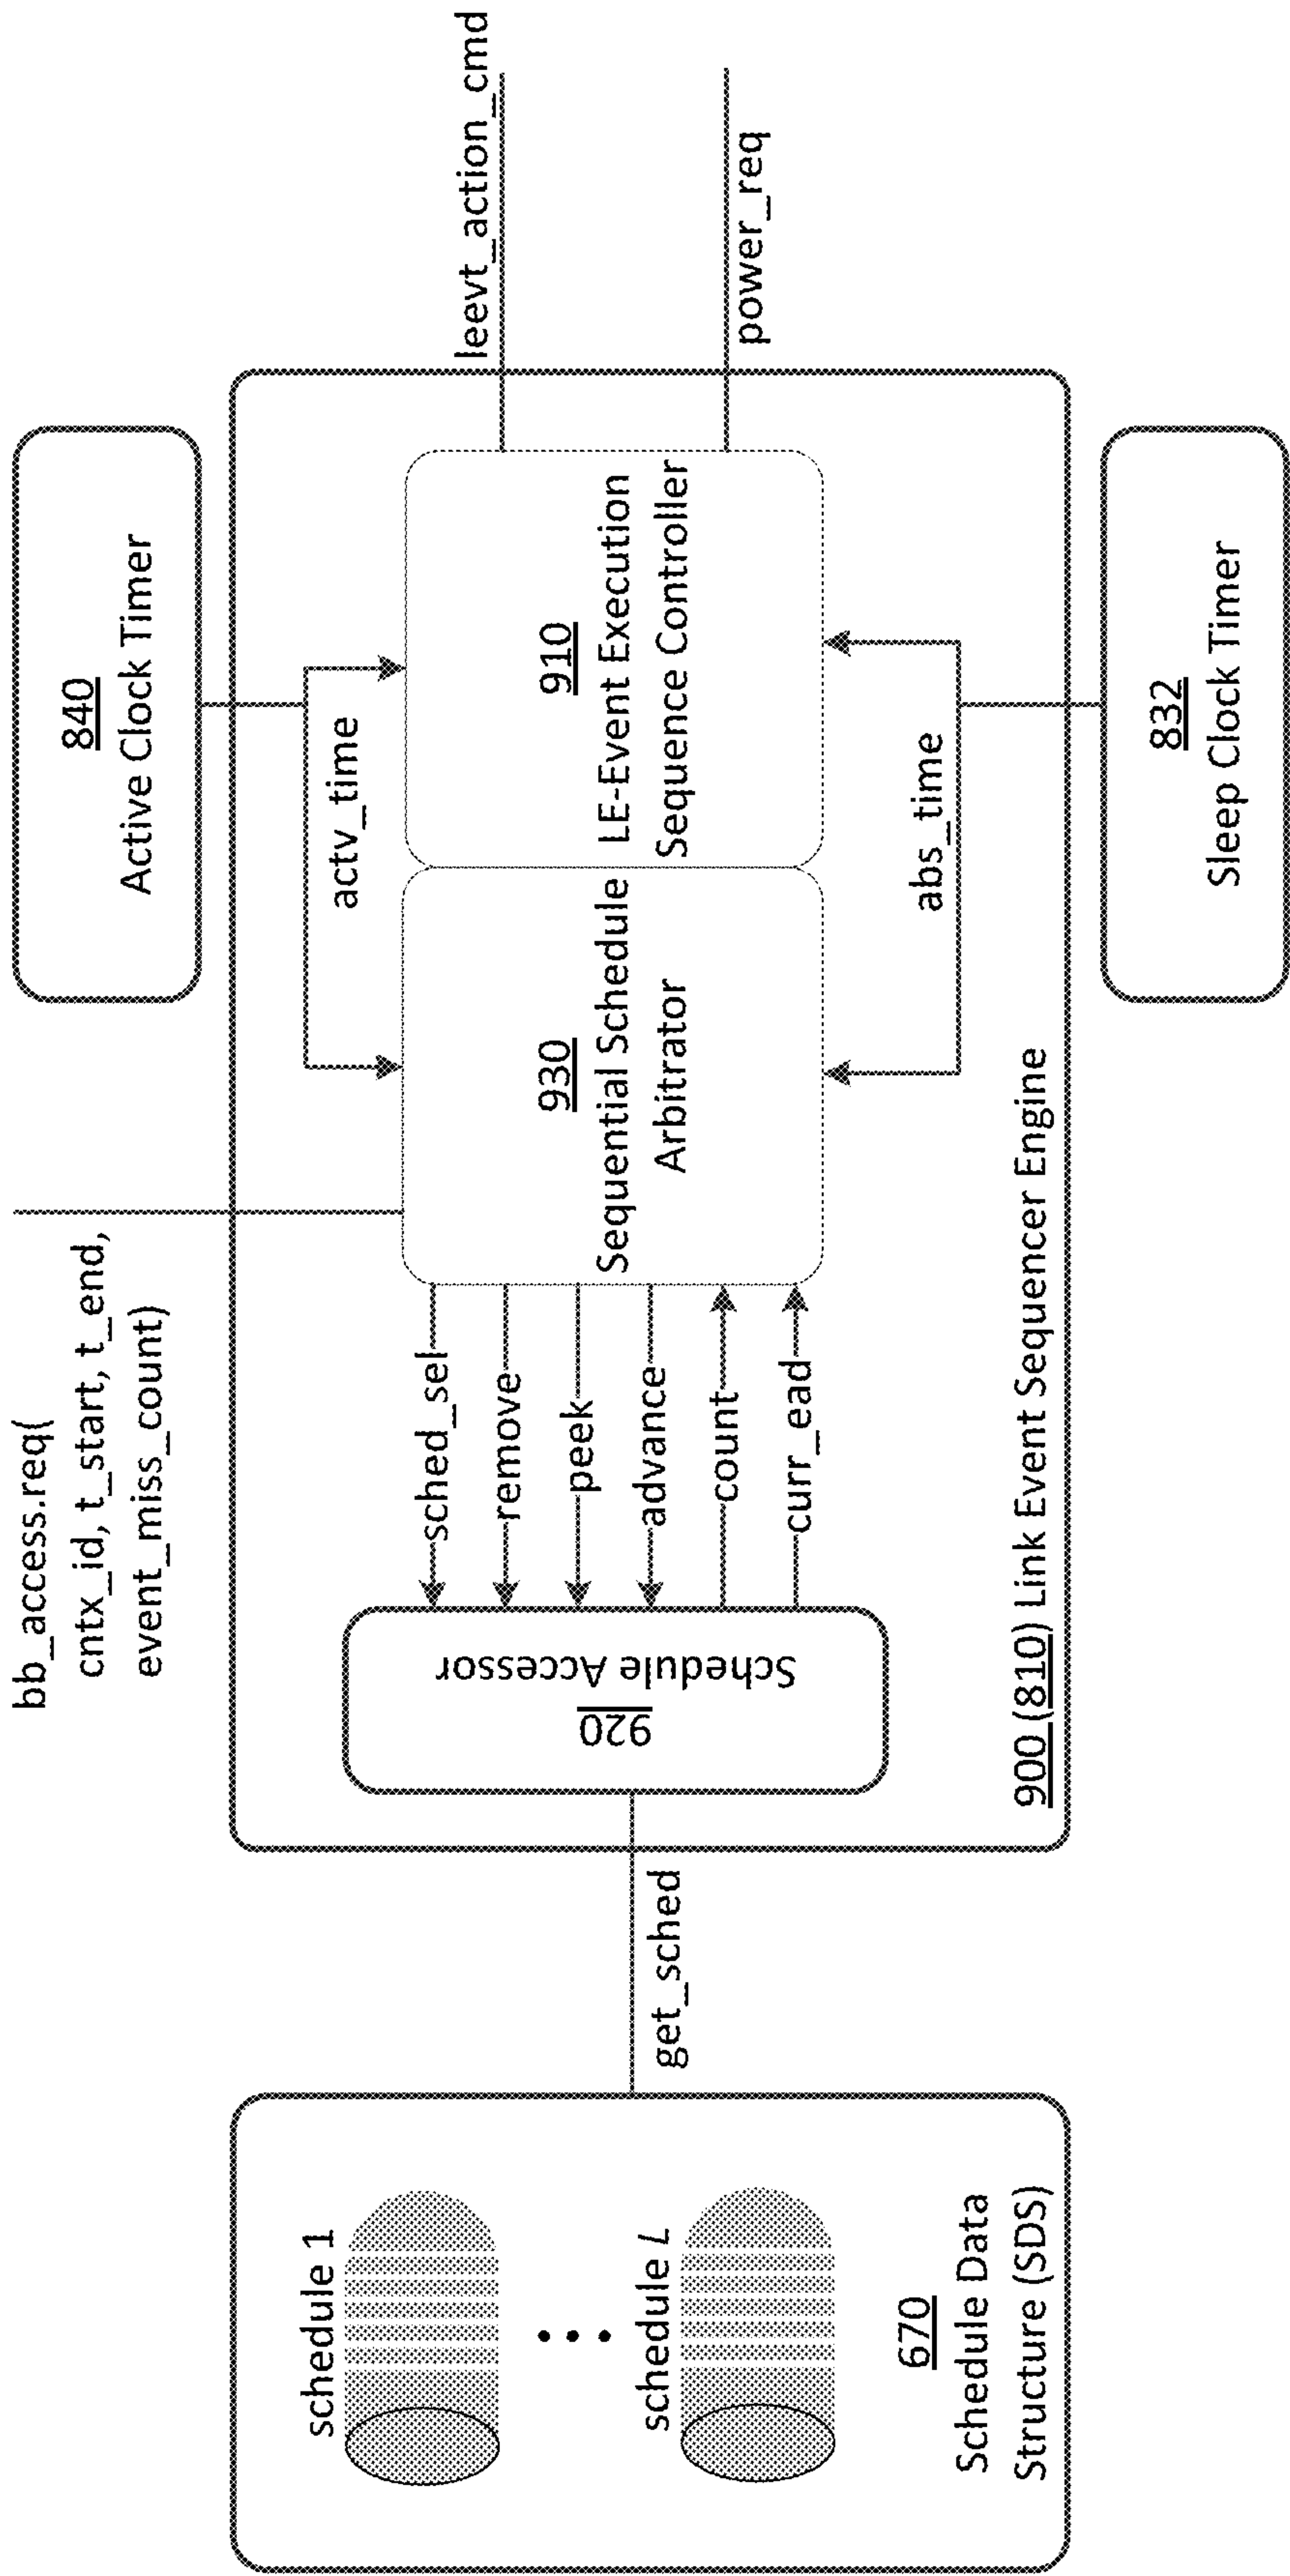 bb_access.req(
cntx_id, t_start, t_end,
event_miss_count)
840
Active Clock Timer
actv_time
schedule 1
schedule L
670
Schedule Data
Structure (SDS)
get_sched
920
Schedule Accessor
sched_sel
remove
peek
advance
count
curr_ead
930
Sequential Schedule
Arbitrator
910
LE-Event Execution
Sequence Controller
leevt_action_cmd
power_req
abs_time
900 (810) Link Event Sequencer Engine
832
Sleep Clock Timer